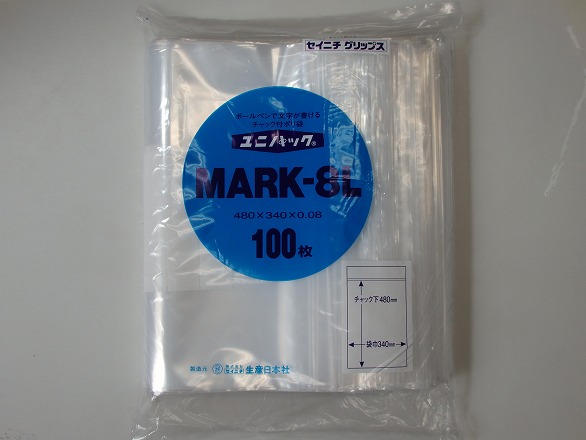 セイニチ グリップス
ボールペンで文字が書ける
チャック付ポリ袋
ユニパック®
MARK-8L
480×340×0.08
100枚
チャック下480mm
袋巾340mm
製造元 生産日本社